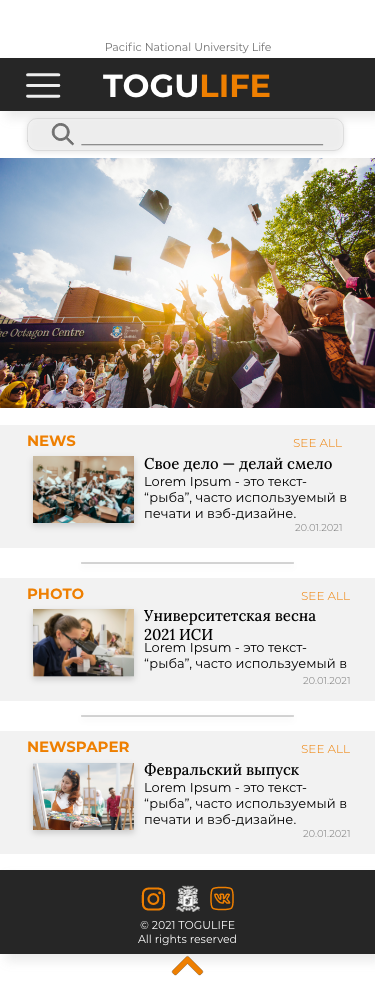 Pacific National University Life
TOGULIFE
he Octagon Centre
NEWS
SEE ALL
Свое дело — делай смело
Lorem Ipsum - это текст-
“рыба”, часто используемый в
печати и вэб-дизайне.
20.01.2021
PHOTO
SEE ALL
Университетская весна
2021 ИСИ
Lorem Ipsum - это текст-
“рыба”, часто используемый в
20.01.2021
NEWSPAPER
SEE ALL
Февральский выпуск
Lorem Ipsum - это текст-
“рыба”, часто используемый в
печати и вэб-дизайне.
20.01.2021
© 2021 TOGULIFE
All rights reserved